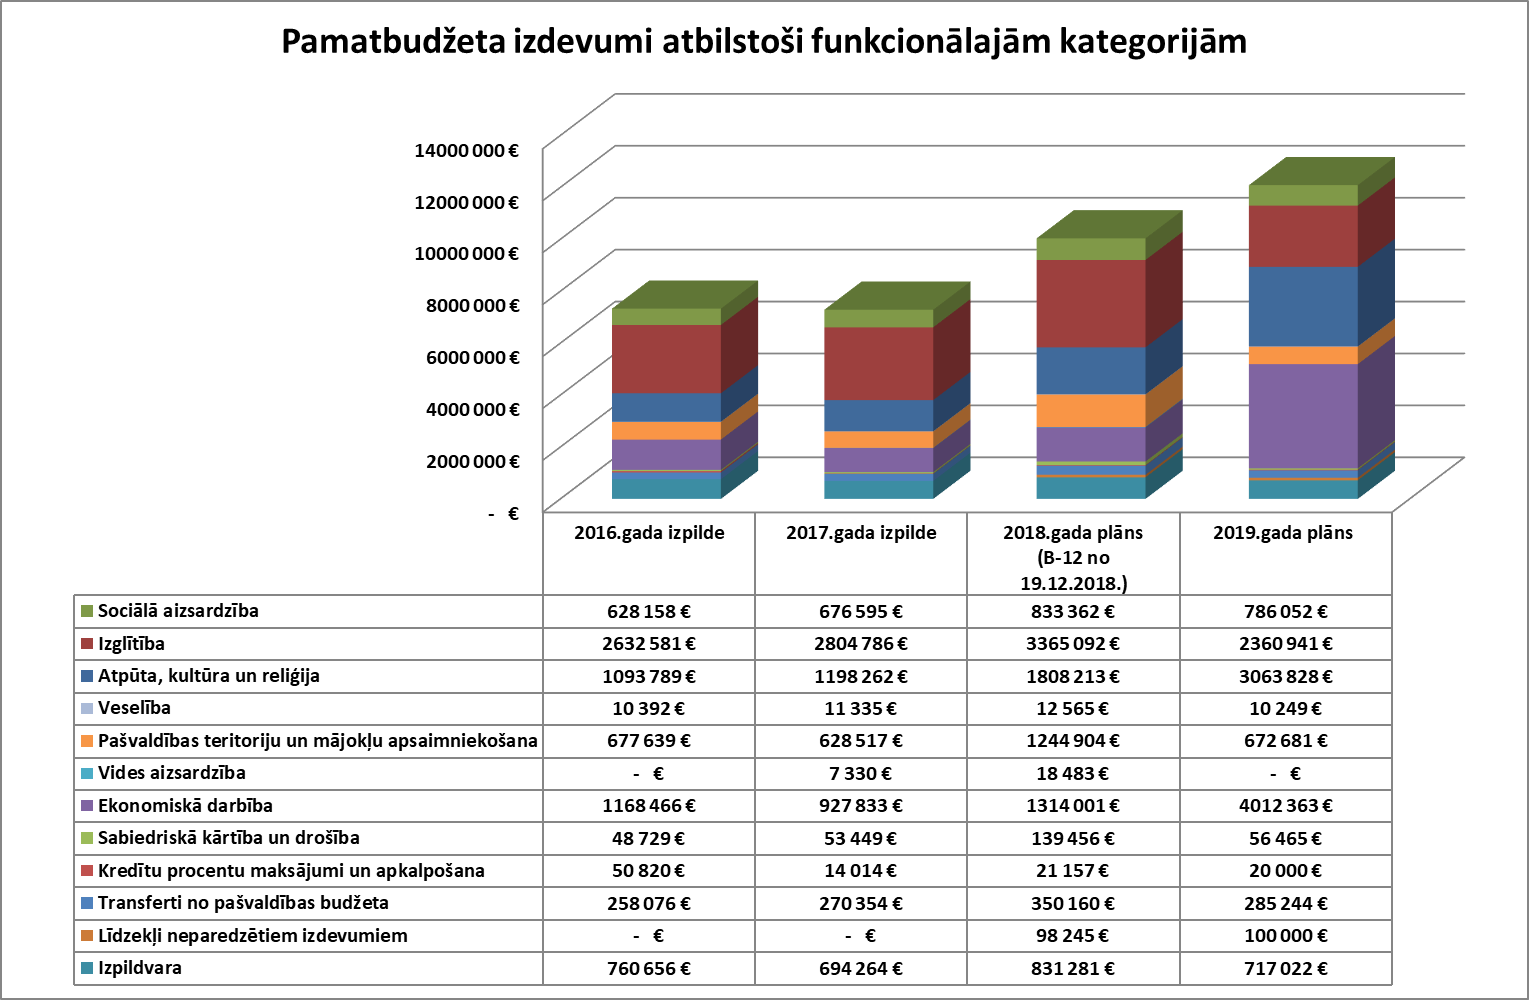 Pamatbudžeta izdevumi atbilstoši funkcionālajām kategorijām
14000 000 €
12000 000 €
10000 000 €
8000 000 €
6000 000 €
4000 000 €
2000 000 €
- €
2016.gada izpilde 2017.gada izpilde 2018.gada plāns 2019.gada plāns
(B-12 no
19.12.2018.)
Sociālā aizsardzība 628 158 € 676 595 € 833 362 € 786 052 €
Izglītība 2632 581 € 2804 786 € 3365 092 € 2360 941 €
Atpūta, kultūra un reliģija 1093 789 € 1198 262 € 1808 213 € 3063 828 €
Veselība 10 392 € 11 335 € 12 565 € 10 249 €
Pašvaldības teritoriju un mājokļu apsaimniekošana 677 639 € 628 517 € 1244 904 € 672 681 €
Vides aizsardzība - € 7 330 € 18 483 € - €
Ekonomiskā darbība 1168 466 € 927 833 € 1314 001 € 4012 363 €
Sabiedriskā kārtība un drošība 48 729 € 53 449 € 139 456 € 56 465 €
Kredītu procentu maksājumi un apkalpošana 50 820 € 14 014 € 21 157 € 20 000 €
Transferti no pašvaldības budžeta 258 076 € 270 354 € 350 160 € 285 244 €
Līdzekļi neparedzētiem izdevumiem - € - € 98 245 € 100 000 €
Izpildvara 760 656 € 694 264 € 831 281 € 717 022 €